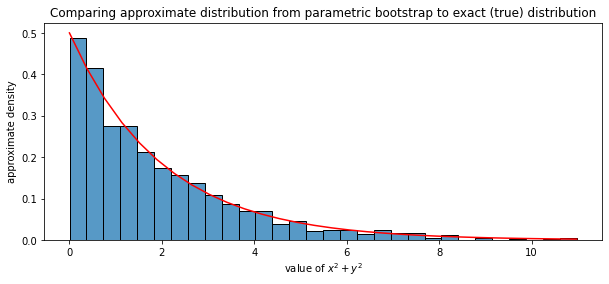 Comparing approximate distribution from parametric bootstrap to exact (true) distribution
approximate density
0.5
0.4
0.3
0.2
0.1
0.0
0 2 4 6 8 10
value of x² + y²